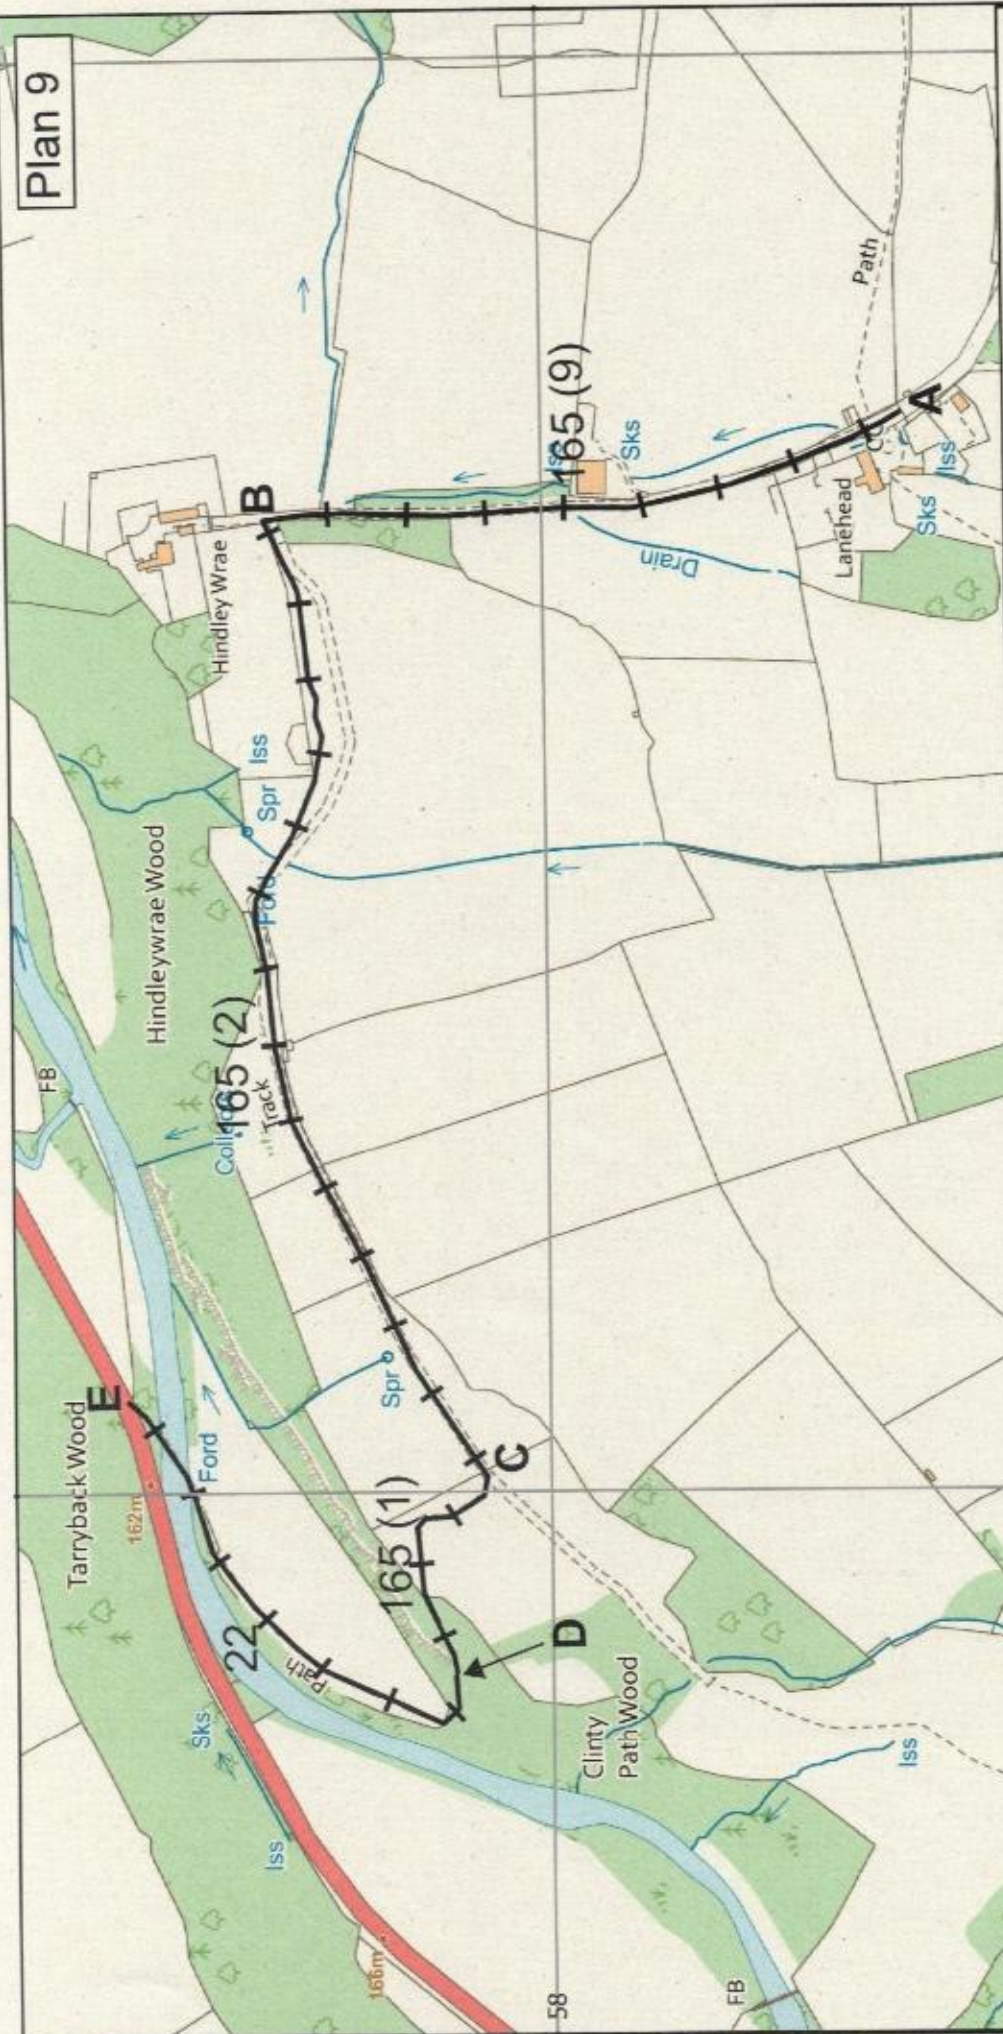 Plan 9
Tarryback Wood
162m
E
Ford
22
Path
Sks
Iss
166m
FB
Hindleywrae Wood
165 (2)
Track
Spr
Iss
Spr
Ford
Hindley Wrae
B
165 (1)
C
D
Clinty
Path Wood
Iss
58
FB
165 (9)
Sks
Drain
Path
A
Lanehead
Sks
Iss